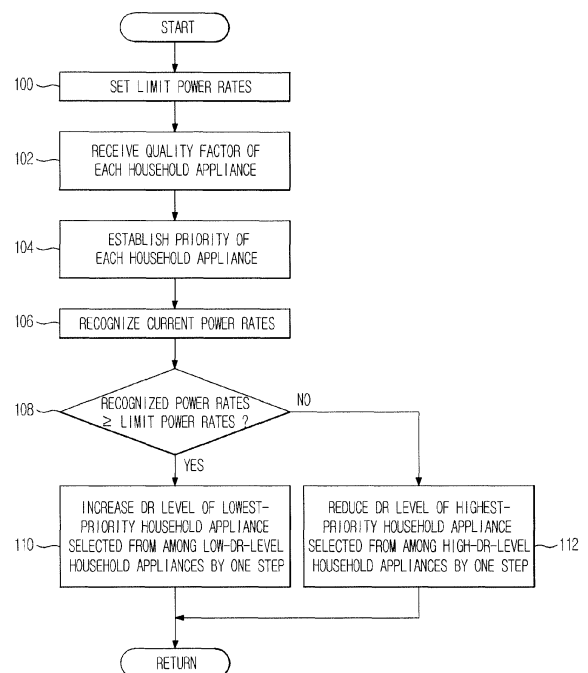 START
100
SET LIMIT POWER RATES
102
RECEIVE QUALITY FACTOR OF
EACH HOUSEHOLD APPLIANCE
104
ESTABLISH PRIORITY OF
EACH HOUSEHOLD APPLIANCE
106
RECOGNIZE CURRENT POWER RATES
108
RECOGNIZED POWER RATES
≥ LIMIT POWER RATES ?
NO
YES
110
INCREASE DR LEVEL OF LOWEST-
PRIORITY HOUSEHOLD APPLIANCE
SELECTED FROM AMONG LOW-DR-LEVEL
HOUSEHOLD APPLIANCES BY ONE STEP
REDUCE DR LEVEL OF HIGHEST-
PRIORITY HOUSEHOLD APPLIANCE
SELECTED FROM AMONG HIGH-DR-LEVEL
HOUSEHOLD APPLIANCES BY ONE STEP
112
RETURN